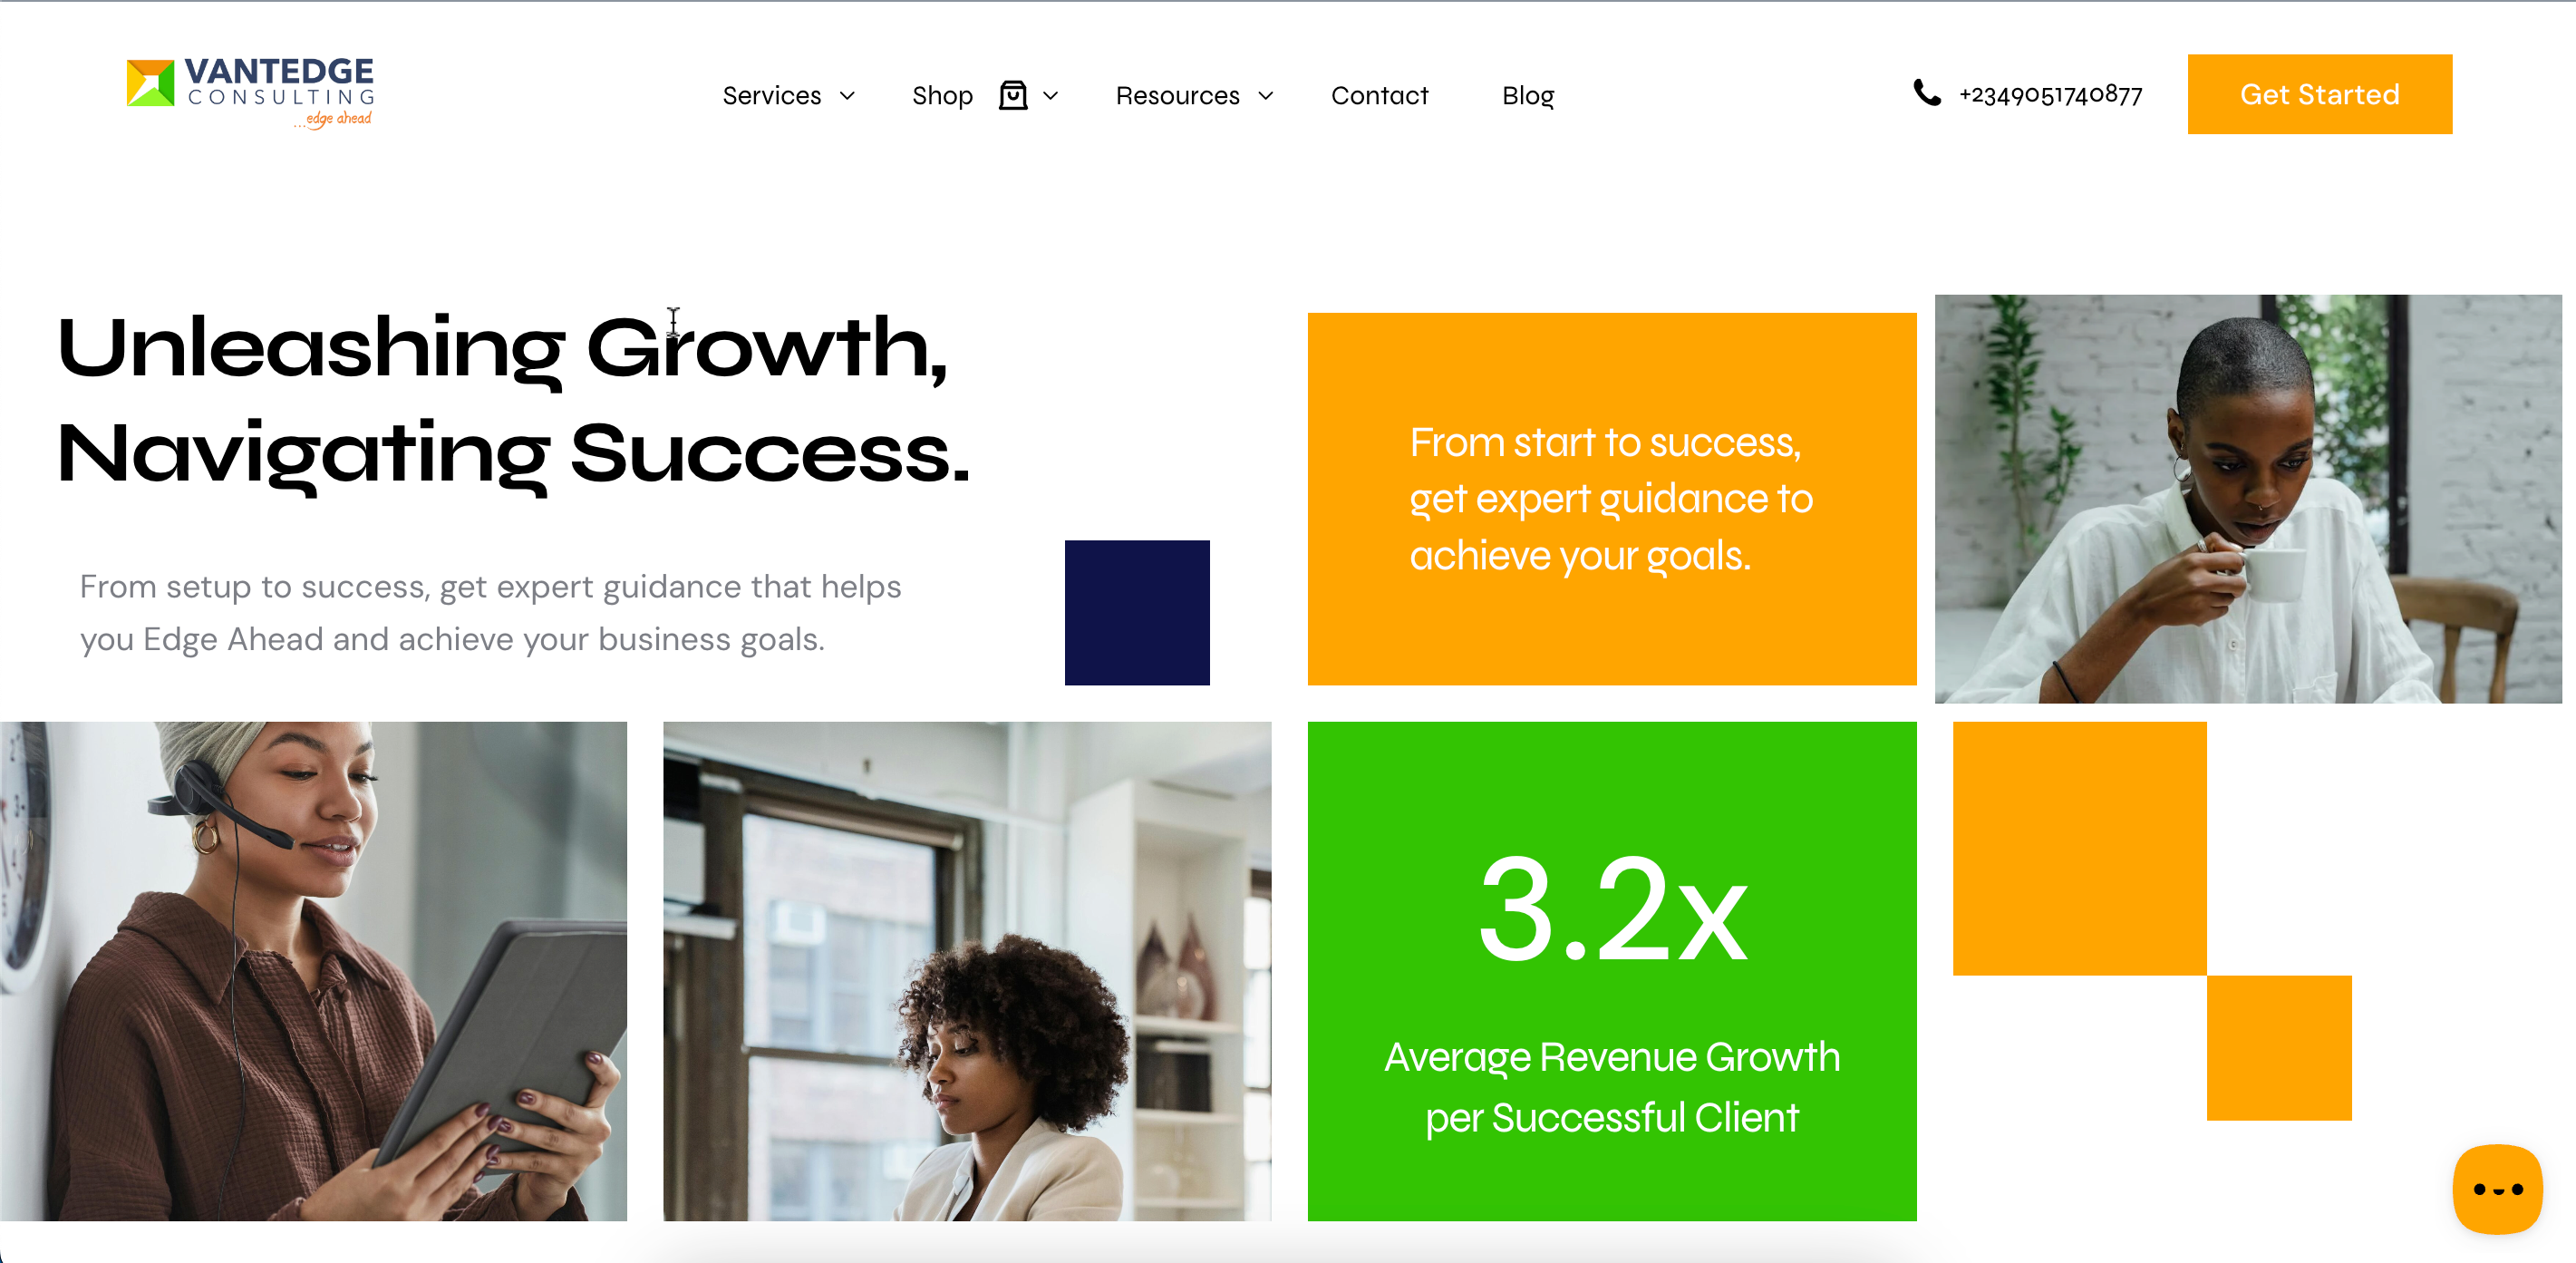 VANTEDGE
CONSULTING
...edge ahead
Services
Shop
Resources
Contact
Blog
+2349051740877
Get Started
Unleashing Growth,
Navigating Success.
From setup to success, get expert guidance that helps
you Edge Ahead and achieve your business goals.
From start to success,
get expert guidance to
achieve your goals.
3.2x
Average Revenue Growth
per Successful Client